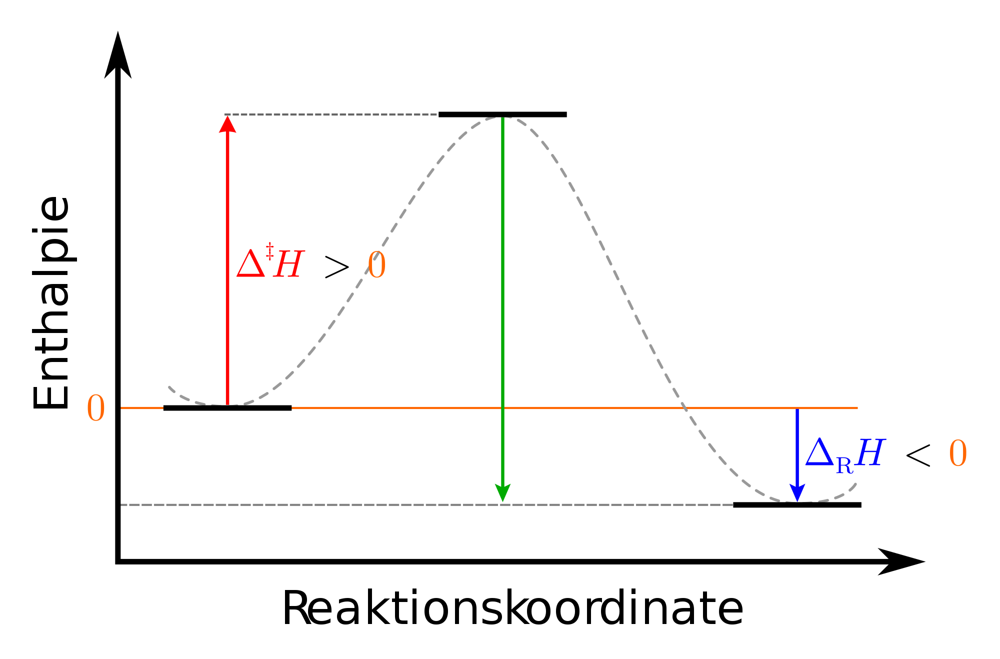 Enthalpie
Δ‡H > 0
0
ΔRH < 0
Reaktionskoordinate